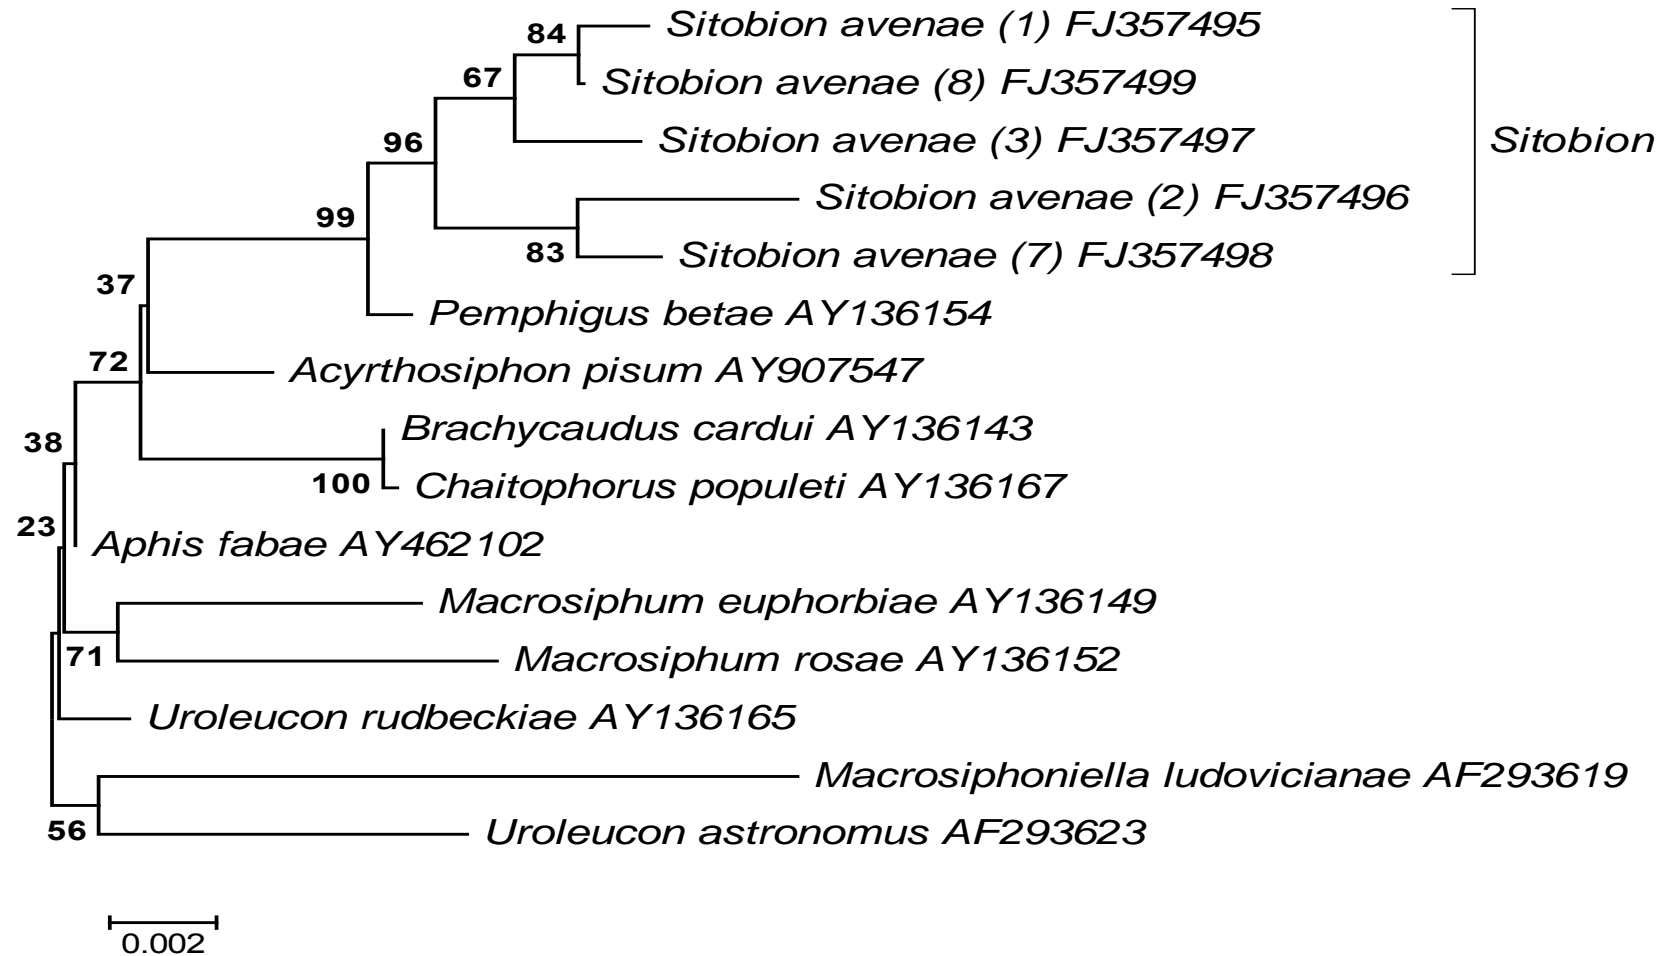 Sitobion avenae (1) FJ357495
84
Sitobion avenae (8) FJ357499
67
Sitobion avenae (3) FJ357497
96
Sitobion
Sitobion avenae (2) FJ357496
99
83
Sitobion avenae (7) FJ357498
37
Pemphigus betae AY136154
72
Acyrthosiphon pisum AY907547
Brachycaudus cardui AY136143
38
100
Chaitophorus populeti AY136167
23
Aphis fabae AY462102
Macrosiphum euphorbiae AY136149
71
Macrosiphum rosae AY136152
Uroleucon rudbeckiae AY136165
Macrosiphoniella ludovicianae AF293619
56
Uroleucon astronomus AF293623
0.002